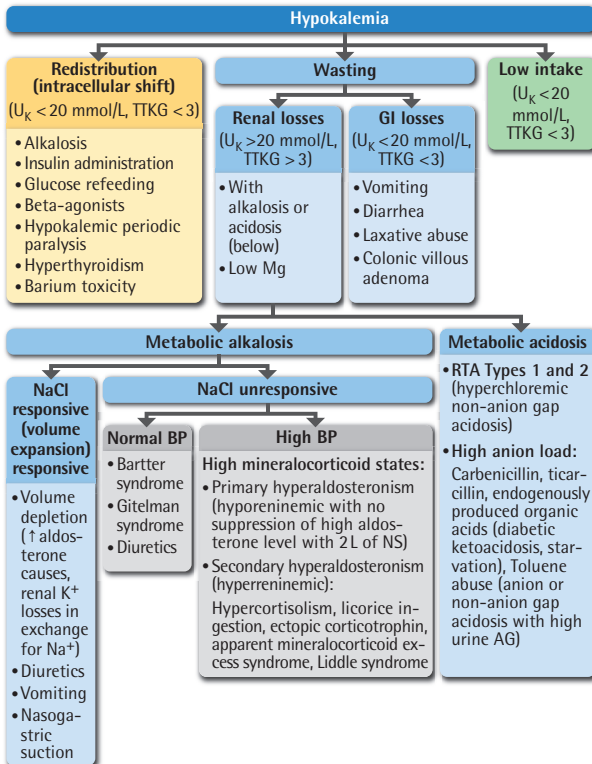 Hypokalemia
Redistribution
(intracellular shift)
(U_K <20 mmol/L, TTKG <3)
• Alkalosis
• Insulin administration
• Glucose refeeding
• Beta-agonists
• Hypokalemic periodic
paralysis
• Hyperthyroidism
• Barium toxicity
Wasting
Renal losses
(U_K >20 mmol/L,
TTKG >3)
• With
alkalosis or
acidosis
(below)
• Low Mg
GI losses
(U_K <20 mmol/L,
TTKG <3)
• Vomiting
• Diarrhea
• Laxative abuse
• Colonic villous
adenoma
Low intake
(U_K <20
mmol/L,
TTKG <3)
Metabolic alkalosis
NaCl
responsive
(volume
expansion)
responsive
• Volume
depletion
(↑aldos-
terone
causes,
renal K⁺
losses in
exchange
for Na⁺)
• Diuretics
• Vomiting
• Nasoga-
stric
suction
NaCl unresponsive
Normal BP
• Bartter
syndrome
• Gitelman
syndrome
• Diuretics
High BP
High mineralocorticoid states:
• Primary hyperaldosteronism
(hyporeninemic with no
suppression of high aldos-
terone level with 2L of NS)
• Secondary hyperaldosteronism
(hyperreninemic):
Hypercortisolism, licorice in-
gestion, ectopic corticotrophin,
apparent mineralocorticoid ex-
cess syndrome, Liddle syndrome
Metabolic acidosis
• RTA Types 1 and 2
(hyperchloremic
non-anion gap
acidosis)
• High anion load:
Carbenicillin, ticar-
cillin, endogenously
produced organic
acids (diabetic
ketoacidosis, star-
vation), Toluene
abuse (anion or
non-anion gap
acidosis with high
urine AG)